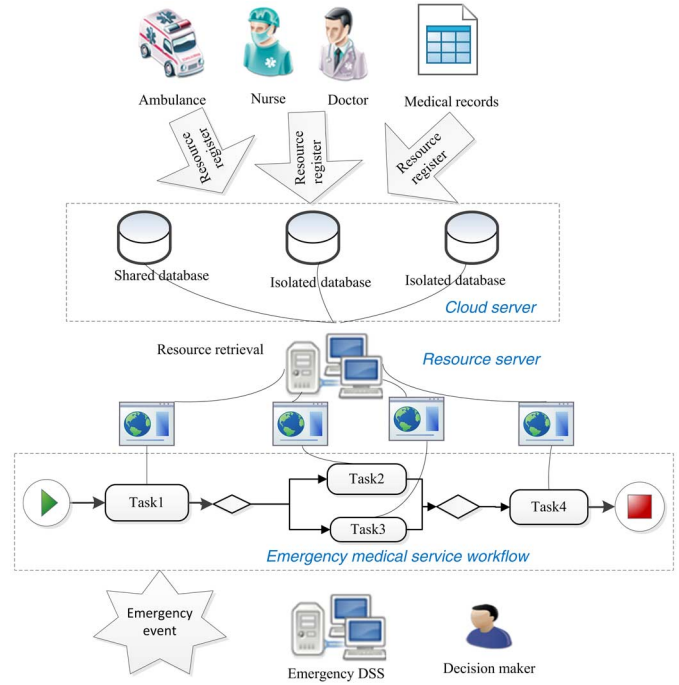 Ambulance
Nurse
Doctor
Medical records
Resource
register
Resource
register
Resource
register
Shared database
Isolated database
Isolated database
Cloud server
Resource retrieval
Resource server
Task1
Task2
Task3
Task4
Emergency medical service workflow
Emergency
event
Emergency DSS
Decision maker